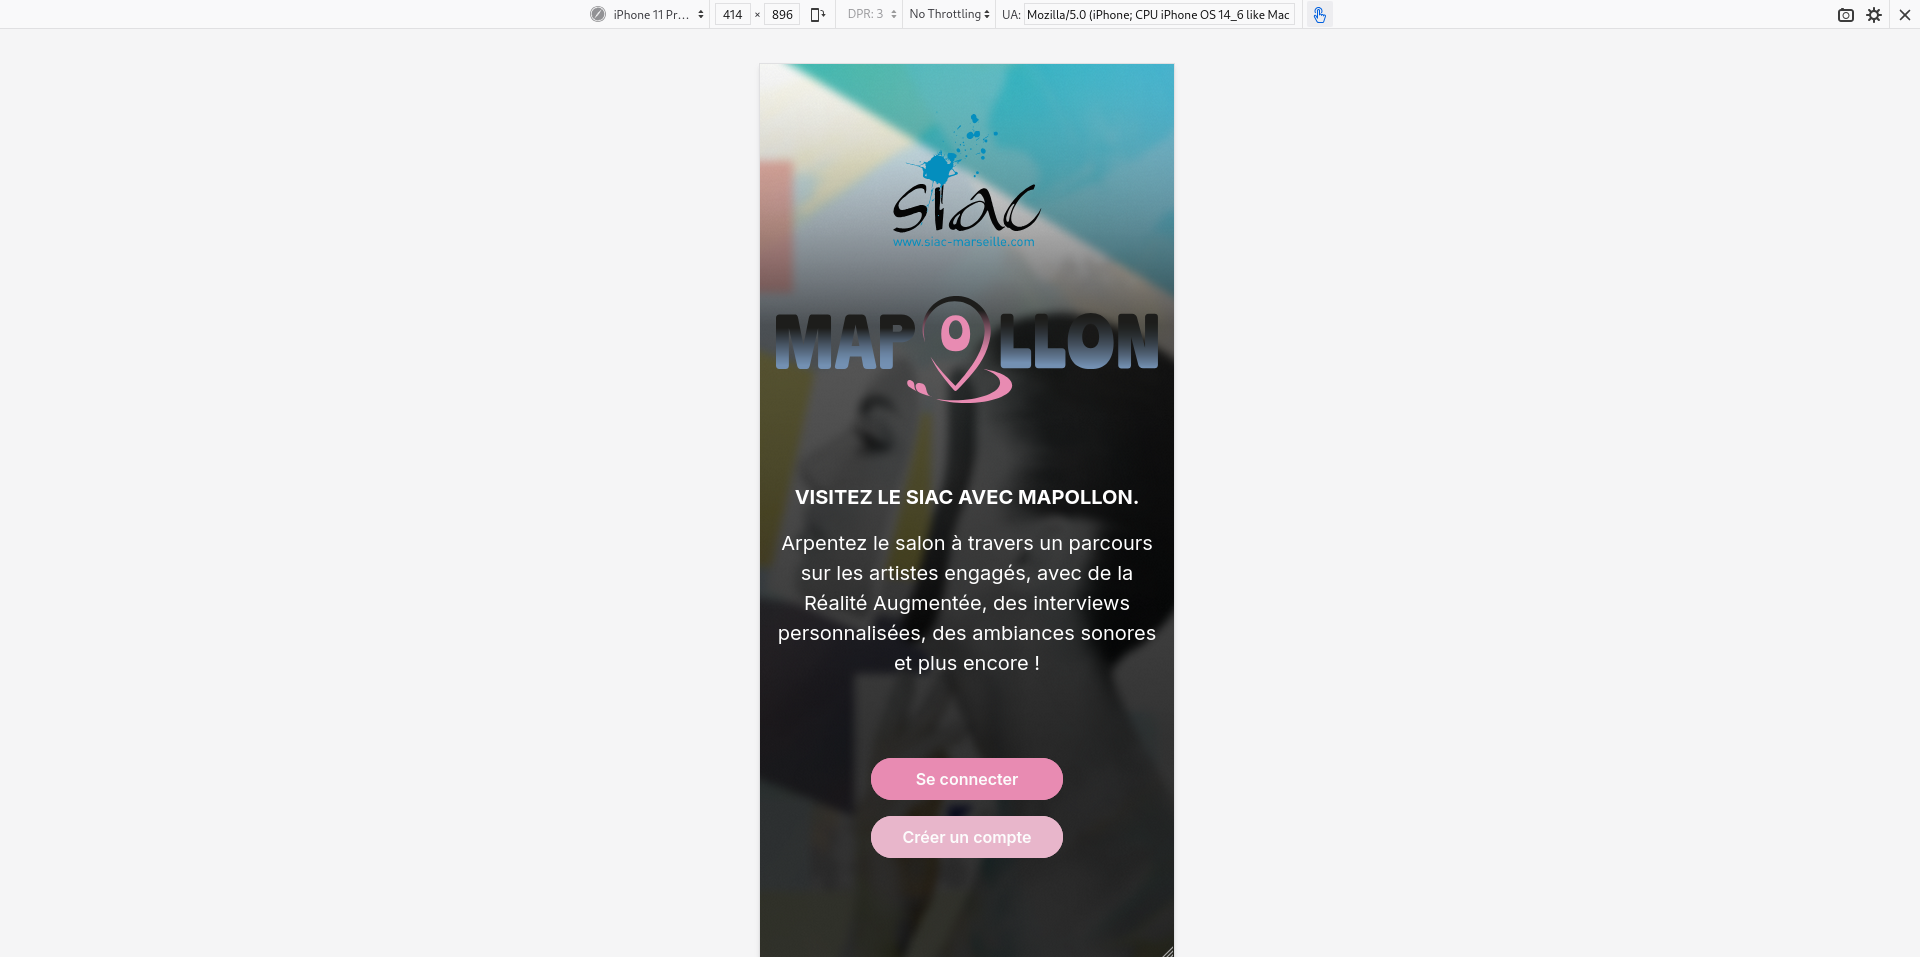 iPhone 11 Pr... 414 × 896 DPR: 3 No Throttling UA: Mozilla/5.0 (iPhone; CPU iPhone OS 14_6 like Mac
siac
www.siac-marseille.com
MAPOLLON
VISITEZ LE SIAC AVEC MAPOLLON.
Arpentez le salon à travers un parcours
sur les artistes engagés, avec de la
Réalité Augmentée, des interviews
personnalisées, des ambiances sonores
et plus encore !
Se connecter
Créer un compte